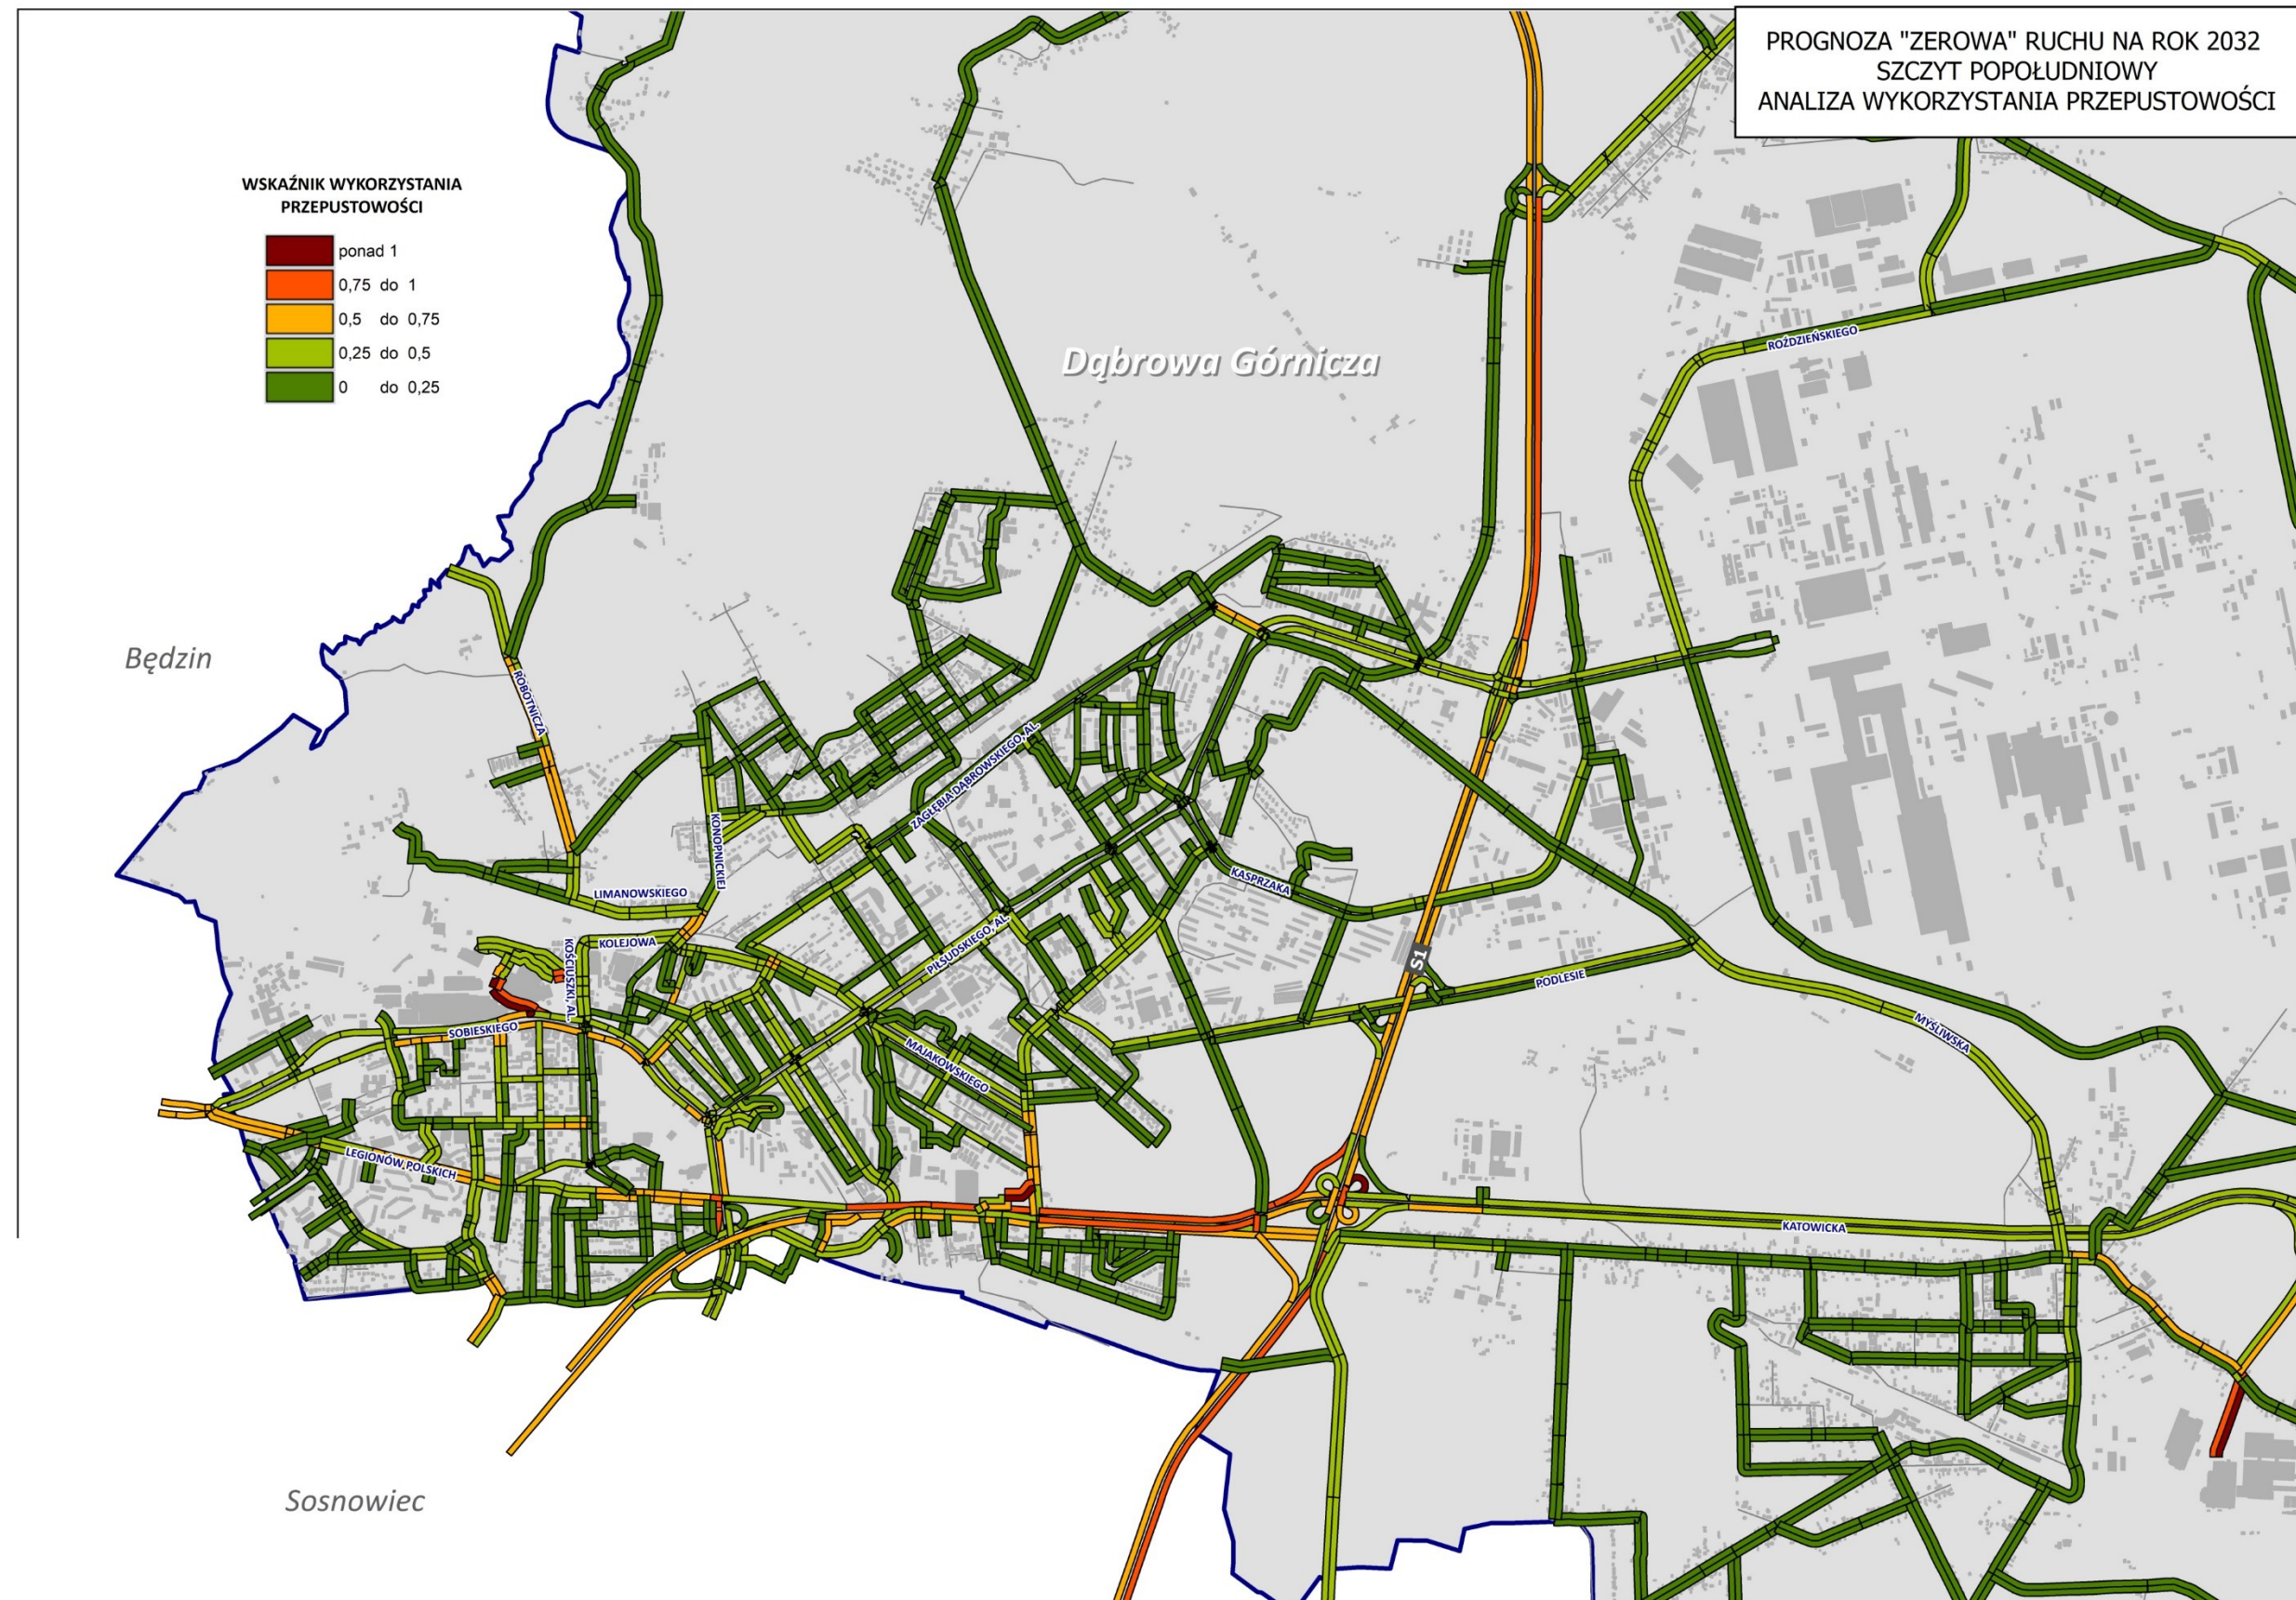 PROGNOZA "ZEROWA" RUCHU NA ROK 2032
SZCZYT POPOŁUDNIOWY
ANALIZA WYKORZYSTANIA PRZEPUSTOWOŚCI
WSKAŹNIK WYKORZYSTANIA
PRZEPUSTOWOŚCI
ponad 1
0,75 do 1
0,5 do 0,75
0,25 do 0,5
0 do 0,25
Dąbrowa Górnicza
ROŹDZIEŃSKIEGO
Będzin
ROBOTNICZA
ZAGŁĘBIA DĄBROWSKIEGO, AL.
KONOPNICKIEJ
LIMANOWSKIEGO
KASPRZAKA
KOLEJOWA
KOŚCIUSZKI, AL.
PIŁSUDSKIEGO, AL.
S1
PODLESIE
SOBIESKIEGO
MAJAKOWSKIEGO
MYŚLIWSKA
LEGIONÓW POLSKICH
KATOWICKA
Sosnowiec